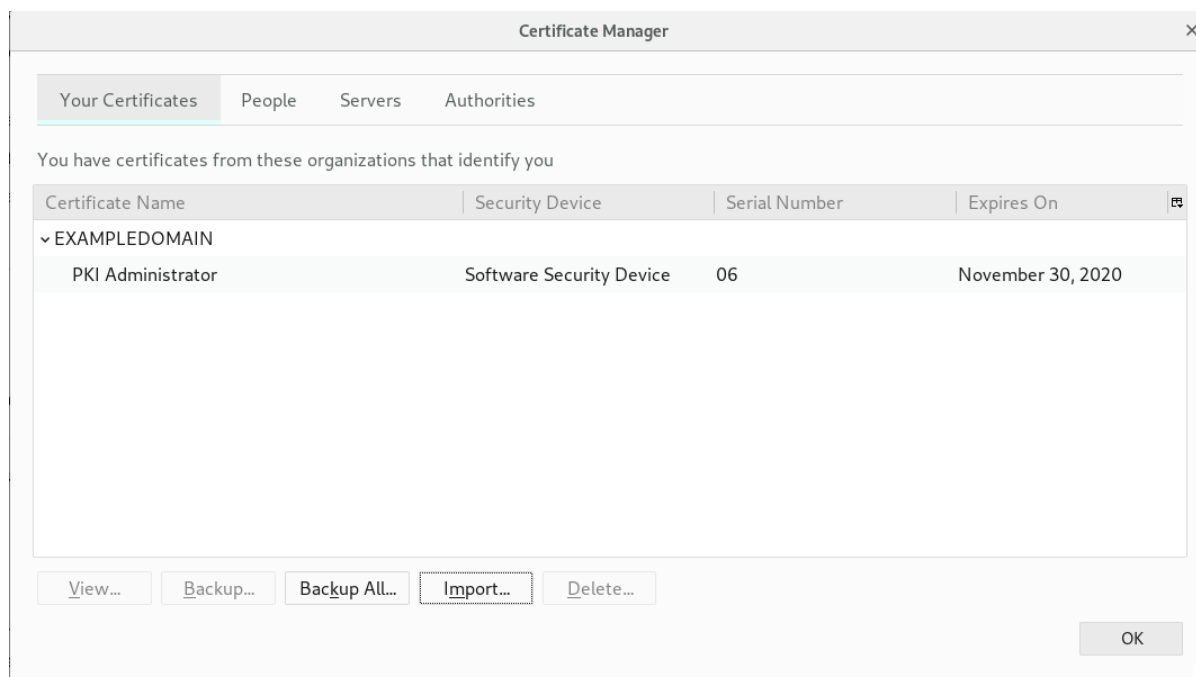 Certificate Manager
Your Certificates People Servers Authorities
You have certificates from these organizations that identify you
Certificate Name Security Device Serial Number Expires On
EXAMPLEDOMAIN
PKI Administrator Software Security Device 06 November 30, 2020
View... Backup... Backup All... Import... Delete...
OK